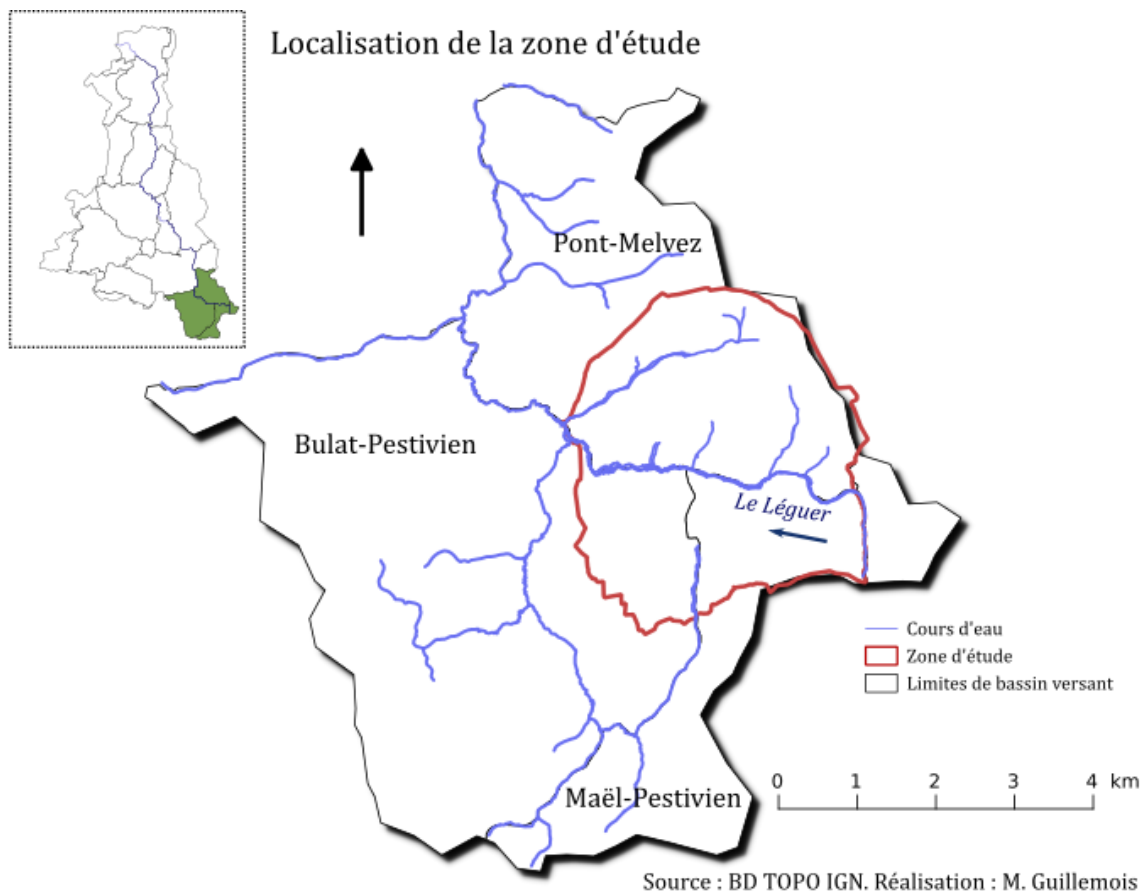 Localisation de la zone d'étude
Pont-Melvez
Bulat-Pestivien
Le Léguer
Cours d'eau
Zone d'étude
Limites de bassin versant
Maël-Pestivien
0 1 2 3 4 km
Source : BD TOPO IGN. Réalisation : M. Guillemois